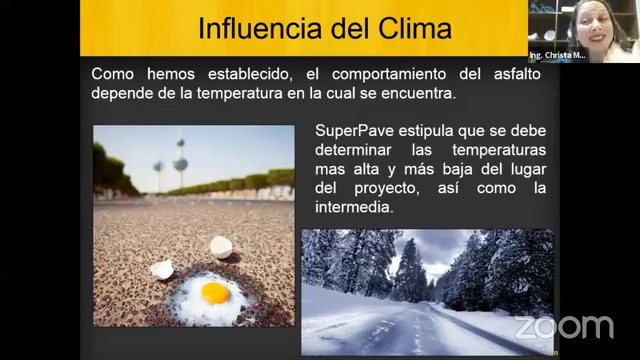 Influencia del Clima
Ing. Christa M...
Como hemos establecido, el comportamiento del asfalto
depende de la temperatura en la cual se encuentra.
SuperPave estipula que se debe
determinar las temperaturas
mas alta y más baja del lugar
del proyecto, así como la
intermedia.
zoom